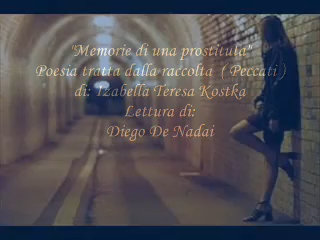 "Memorie di una prostituta"
Poesia tratta dalla raccolta ( Peccati )
di: Izabella Teresa Kostka
Lettura di:
Diego De Nadai